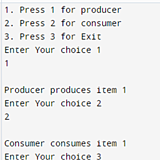 1. Press 1 for producer
2. Press 2 for consumer
3. Press 3 for Exit
Enter Your choice 1
1
Producer produces item 1
Enter Your choice 2
2
Consumer consumes item 1
Enter Your choice 3